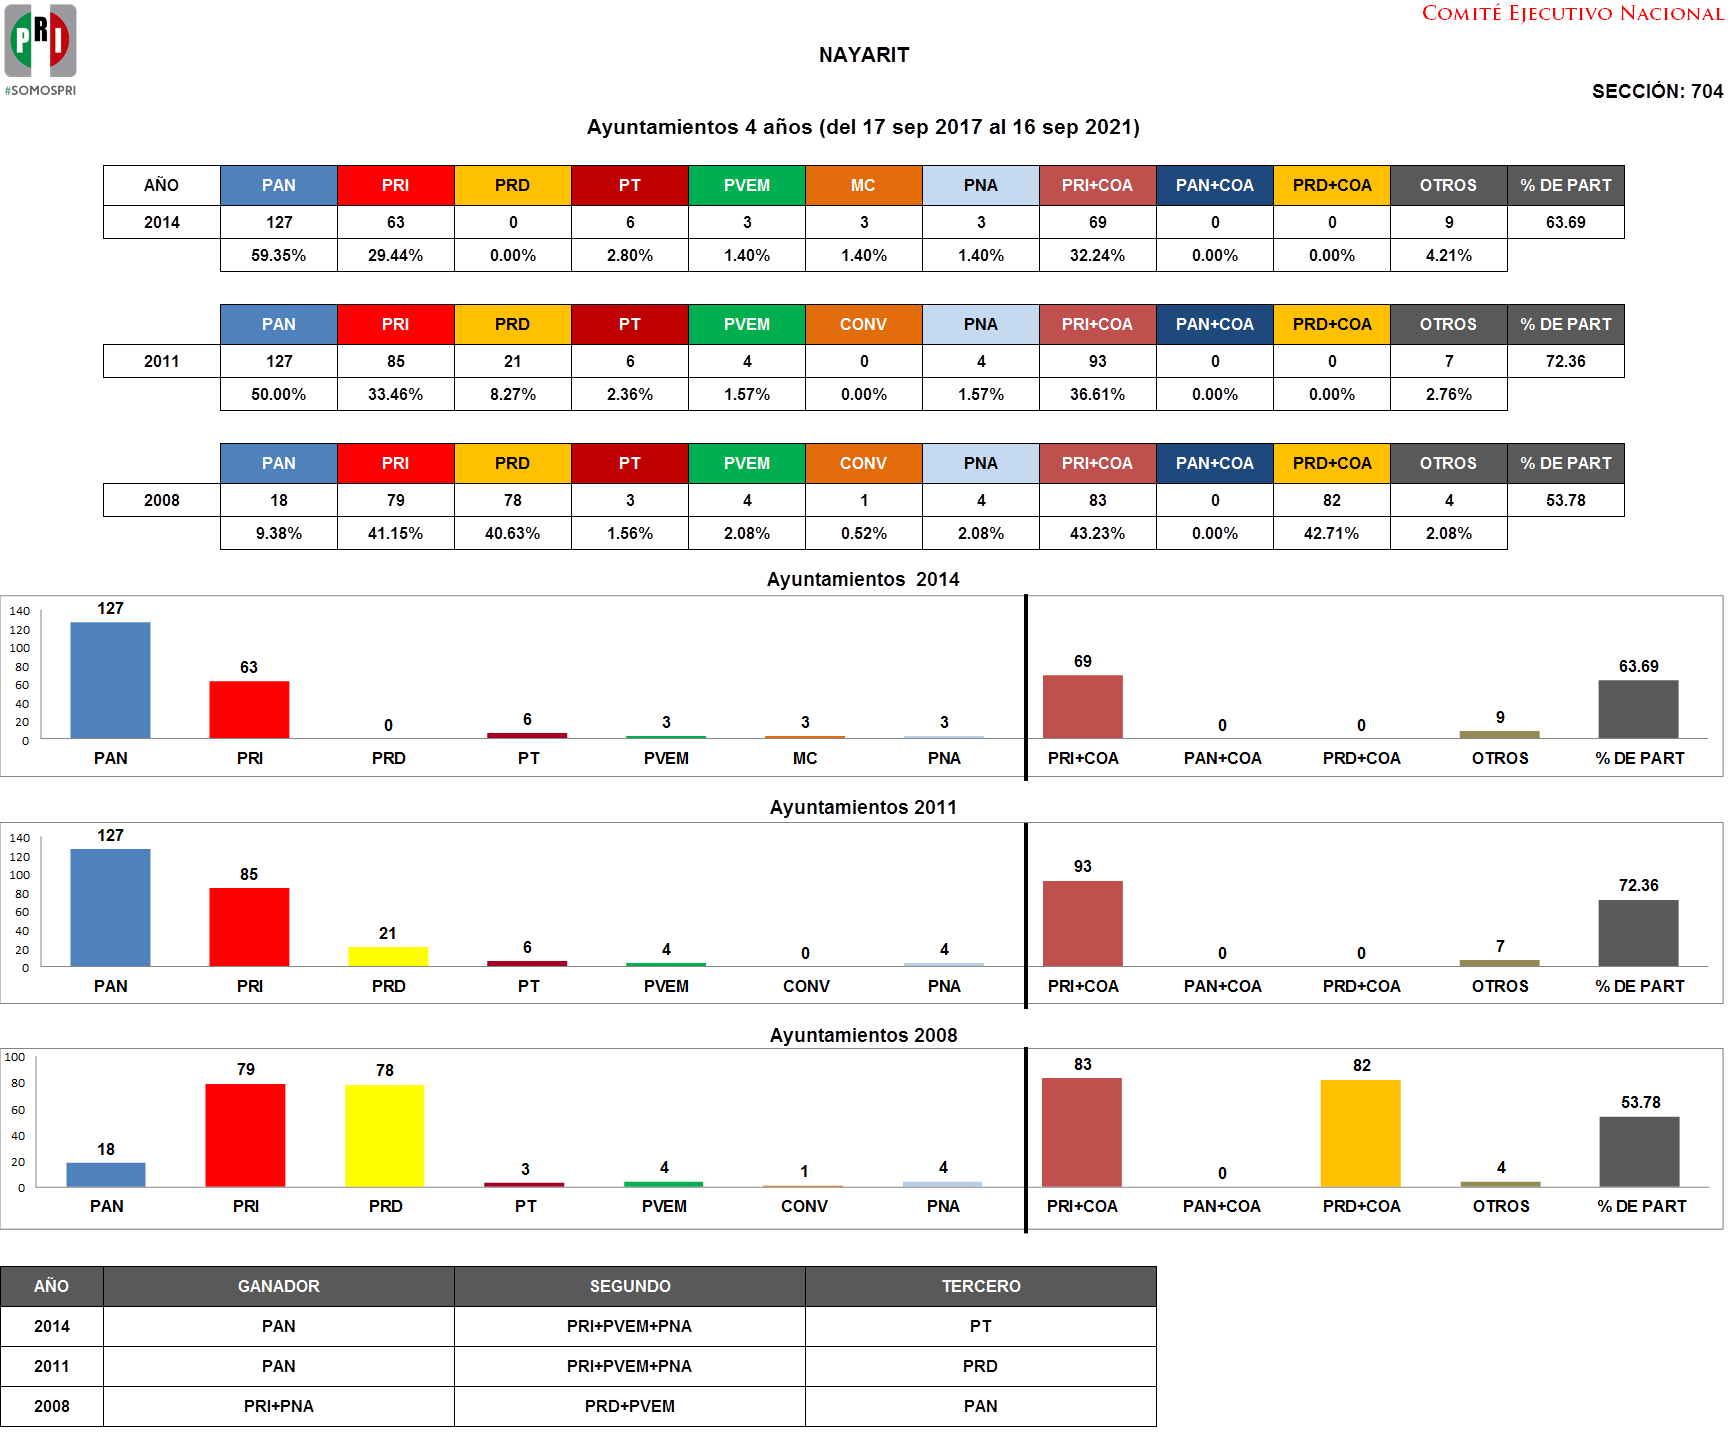 COMITÉ EJECUTIVO NACIONAL
PRI
#SOMOSPRI
NAYARIT
SECCIÓN: 704
Ayuntamientos 4 años (del 17 sep 2017 al 16 sep 2021)
AÑO PAN PRI PRD PT PVEM MC PNA PRI+COA PAN+COA PRD+COA OTROS % DE PART
2014 127 63 0 6 3 3 3 69 0 0 9 63.69
59.35% 29.44% 0.00% 2.80% 1.40% 1.40% 1.40% 32.24% 0.00% 0.00% 4.21%
PAN PRI PRD PT PVEM CONV PNA PRI+COA PAN+COA PRD+COA OTROS % DE PART
2011 127 85 21 6 4 0 4 93 0 0 7 72.36
50.00% 33.46% 8.27% 2.36% 1.57% 0.00% 1.57% 36.61% 0.00% 0.00% 2.76%
PAN PRI PRD PT PVEM CONV PNA PRI+COA PAN+COA PRD+COA OTROS % DE PART
2008 18 79 78 3 4 1 4 83 0 82 4 53.78
9.38% 41.15% 40.63% 1.56% 2.08% 0.52% 2.08% 43.23% 0.00% 42.71% 2.08%
Ayuntamientos 2014
140
120
100
80
60
40
20
0
127 63 0 6 3 3 3 69 0 0 9 63.69
PAN PRI PRD PT PVEM MC PNA PRI+COA PAN+COA PRD+COA OTROS % DE PART
Ayuntamientos 2011
140
120
100
80
60
40
20
0
127 85 21 6 4 0 4 93 0 0 7 72.36
PAN PRI PRD PT PVEM CONV PNA PRI+COA PAN+COA PRD+COA OTROS % DE PART
Ayuntamientos 2008
100
80
60
40
20
0
18 79 78 3 4 1 4 83 0 82 4 53.78
PAN PRI PRD PT PVEM CONV PNA PRI+COA PAN+COA PRD+COA OTROS % DE PART
AÑO GANADOR SEGUNDO TERCERO
2014 PAN PRI+PVEM+PNA PT
2011 PAN PRI+PVEM+PNA PRD
2008 PRI+PNA PRD+PVEM PAN